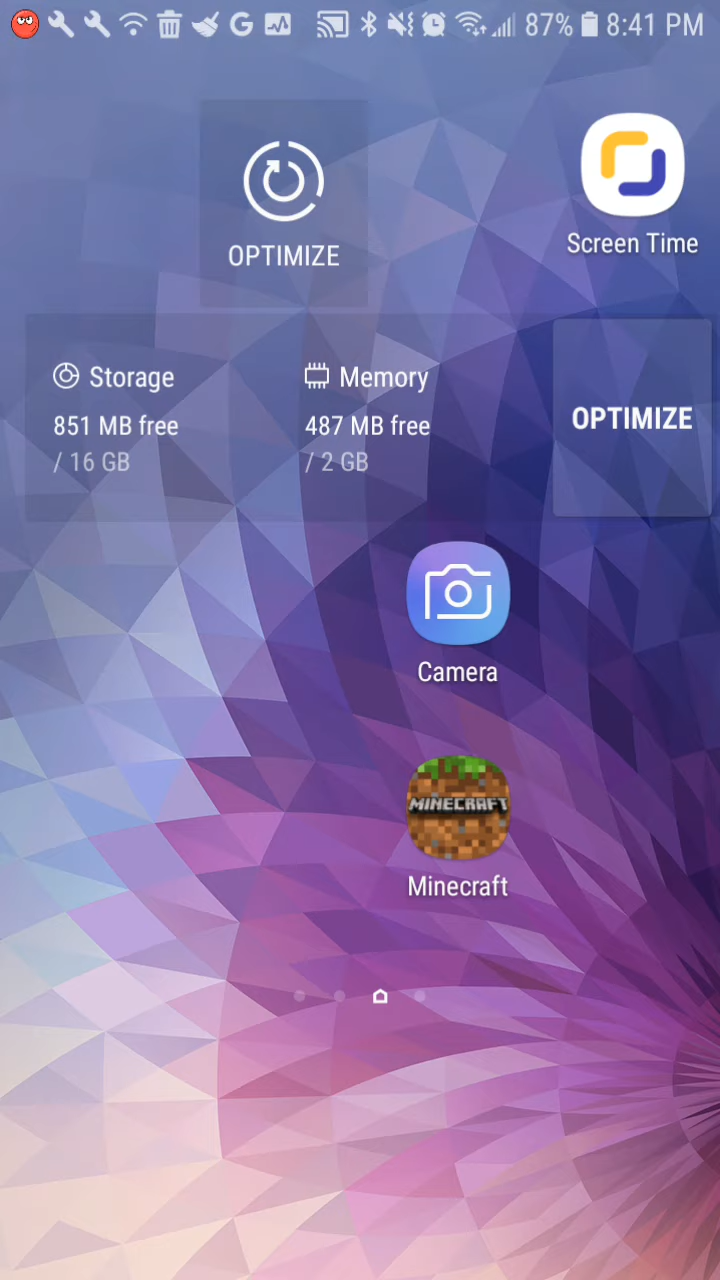 87% 8:41 PM
OPTIMIZE
Screen Time
Storage
851 MB free
/ 16 GB
Memory
487 MB free
/ 2 GB
OPTIMIZE
Camera
MINECRAFT
Minecraft